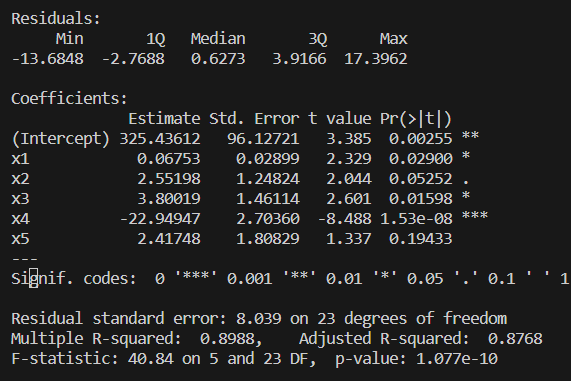 Residuals:
     Min       1Q   Median       3Q      Max
-13.6848  -2.7688   0.6273   3.9166  17.3962

Coefficients:
             Estimate Std. Error t value Pr(>|t|)
(Intercept) 325.43612   96.12721   3.385  0.00255 **
x1            0.06753    0.02899   2.329  0.02900 *
x2            2.55198    1.24824   2.044  0.05252 .
x3            3.80019    1.46114   2.601  0.01598 *
x4          -22.94947    2.70360  -8.488 1.53e-08 ***
x5            2.41748    1.80829   1.337  0.19433
---
Signif. codes:  0 '***' 0.001 '**' 0.01 '*' 0.05 '.' 0.1 ' ' 1

Residual standard error: 8.039 on 23 degrees of freedom
Multiple R-squared:  0.8988,    Adjusted R-squared:  0.8768
F-statistic: 40.84 on 5 and 23 DF,  p-value: 1.077e-10